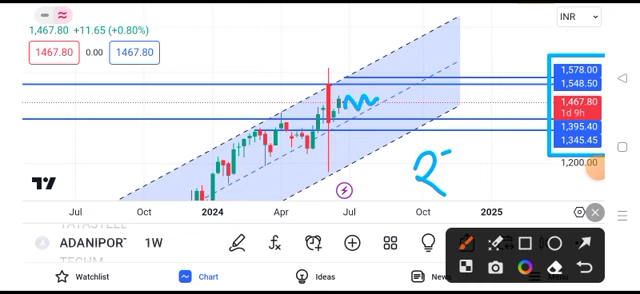 INR
1,467.80 +11.65 (+0.80%)
1467.80 0.00 1467.80
1,578.00
1,548.50
1,467.80
1d 9h
1,395.40
1,345.45
1,200.00
Jul Oct 2024 Apr Jul Oct 2025
ADANIPORT 1W
TECHM
Watchlist Chart Ideas News